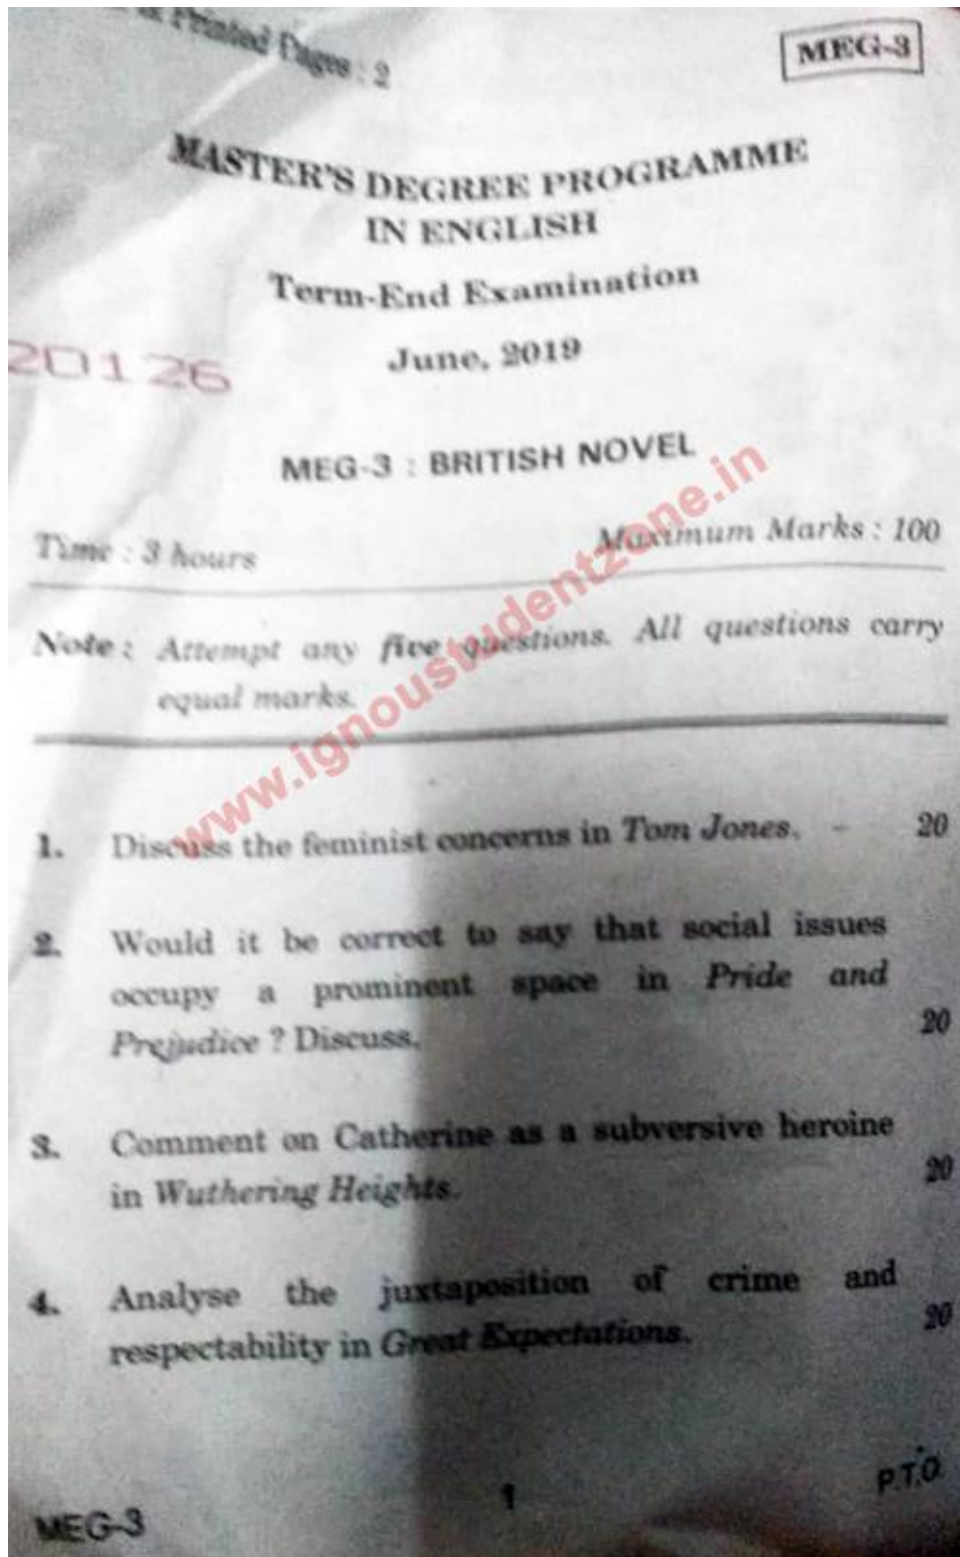 Printed Pages : 2
MEG-3
MASTER'S DEGREE PROGRAMME
IN ENGLISH
Term-End Examination
June, 2019
20126
MEG-3 : BRITISH NOVEL
Time : 3 hours
Maximum Marks : 100
Note : Attempt any five questions. All questions carry
equal marks.
www.ignoustudentzone.in
1. Discuss the feminist concerns in Tom Jones. - 20
2. Would it be correct to say that social issues
occupy a prominent space in Pride and
Prejudice ? Discuss. 20
3. Comment on Catherine as a subversive heroine
in Wuthering Heights. 20
4. Analyse the juxtaposition of crime and
respectability in Great Expectations. 20
MEG-3
1
P.T.O.